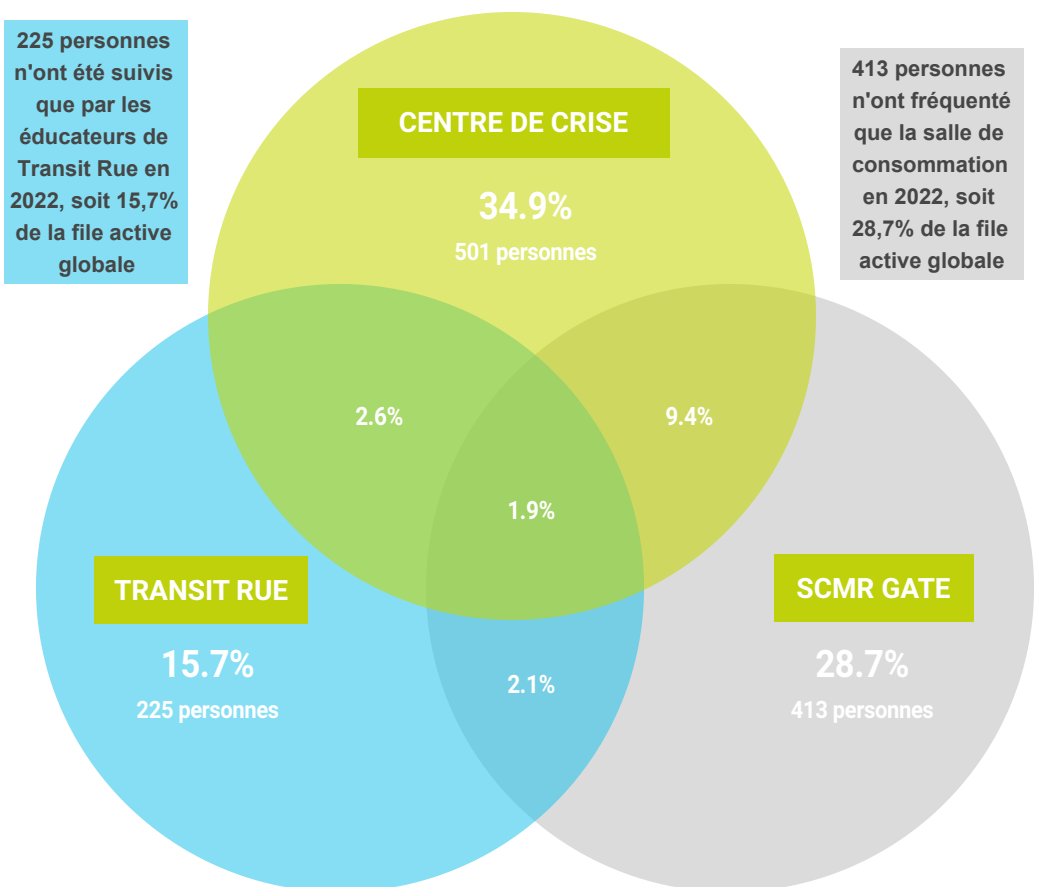 225 personnes
n'ont été suivis
que par les
éducateurs de
Transit Rue en
2022, soit 15,7%
de la file active
globale
413 personnes
n'ont fréquenté
que la salle de
consommation
en 2022, soit
28,7% de la file
active globale
CENTRE DE CRISE
34.9%
501 personnes
2.6%
9.4%
1.9%
TRANSIT RUE
15.7%
225 personnes
2.1%
SCMR GATE
28.7%
413 personnes